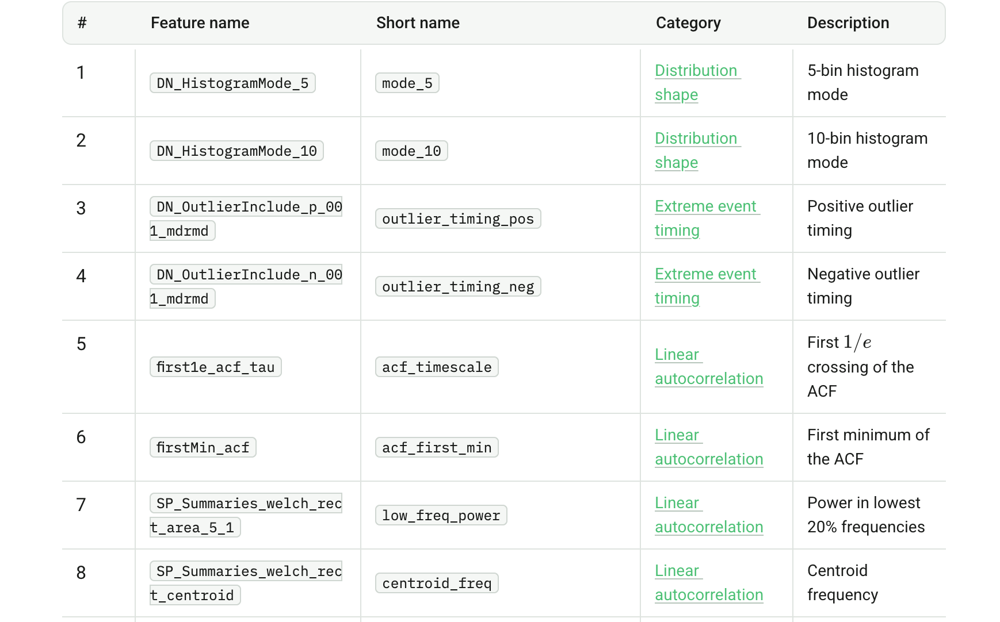 # Feature name Short name Category Description
1 DN_HistogramMode_5 mode_5 Distribution shape 5-bin histogram mode
2 DN_HistogramMode_10 mode_10 Distribution shape 10-bin histogram mode
3 DN_OutlierInclude_p_001_mdrmd outlier_timing_pos Extreme event timing Positive outlier timing
4 DN_OutlierInclude_n_001_mdrmd outlier_timing_neg Extreme event timing Negative outlier timing
5 first1e_acf_tau acf_timescale Linear autocorrelation First 1/e crossing of the ACF
6 firstMin_acf acf_first_min Linear autocorrelation First minimum of the ACF
7 SP_Summaries_welch_rect_area_5_1 low_freq_power Linear autocorrelation Power in lowest 20% frequencies
8 SP_Summaries_welch_rect_centroid centroid_freq Linear autocorrelation Centroid frequency